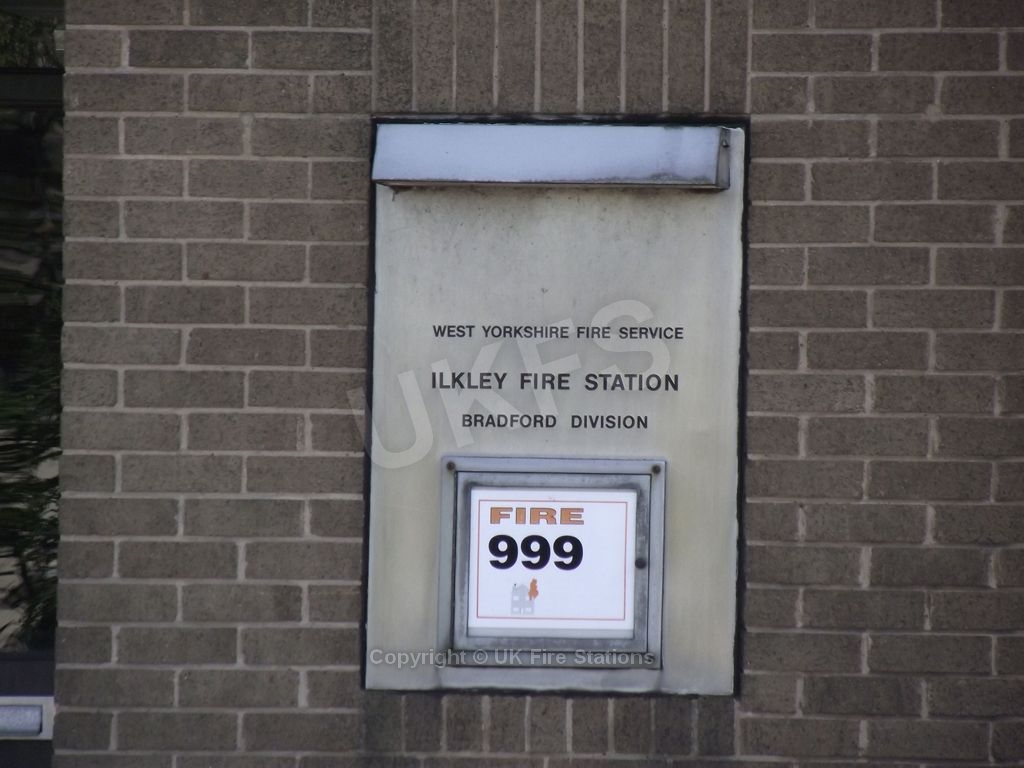 WEST YORKSHIRE FIRE SERVICE
ILKLEY FIRE STATION
BRADFORD DIVISION
UKFS
FIRE
999
Copyright © UK Fire Stations